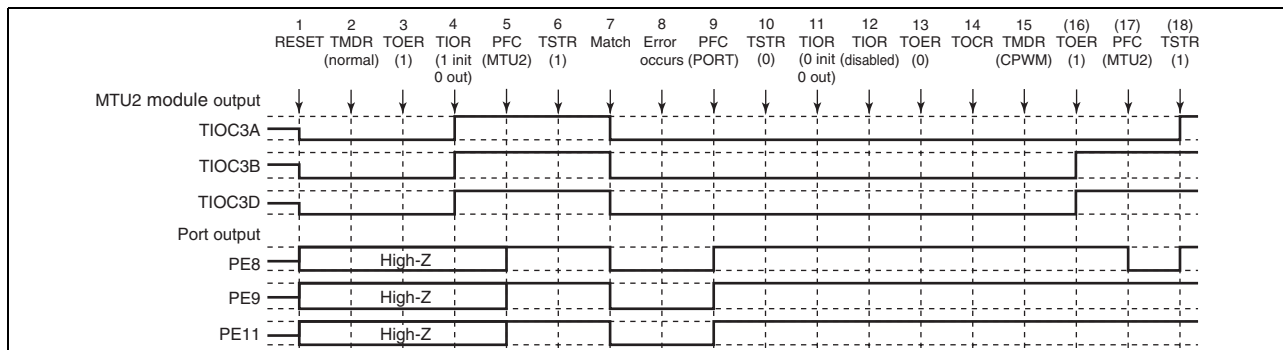 1 2 3 4 5 6 7 8 9 10 11 12 13 14 15 (16) (17) (18)
RESET TMDR TOER TIOR PFC TSTR Match Error PFC TSTR TIOR TIOR TOER TOCR TMDR TOER PFC TSTR
(normal) (1) (1 init (MTU2) (1) occurs (PORT) (0) (0 init (disabled) (0) (CPWM) (1) (MTU2) (1)
0 out) 0 out)
MTU2 module output
TIOC3A
TIOC3B
TIOC3D
Port output
PE8 High-Z
PE9 High-Z
PE11 High-Z